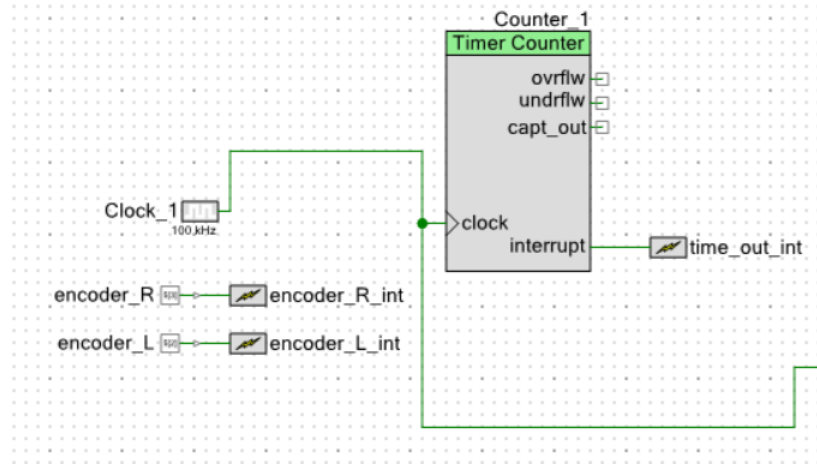 Counter_1
Timer Counter
ovrflw
undrflw
capt_out
Clock_1
100 kHz
clock
interrupt
time_out_int
encoder_R
encoder_R_int
encoder_L
encoder_L_int